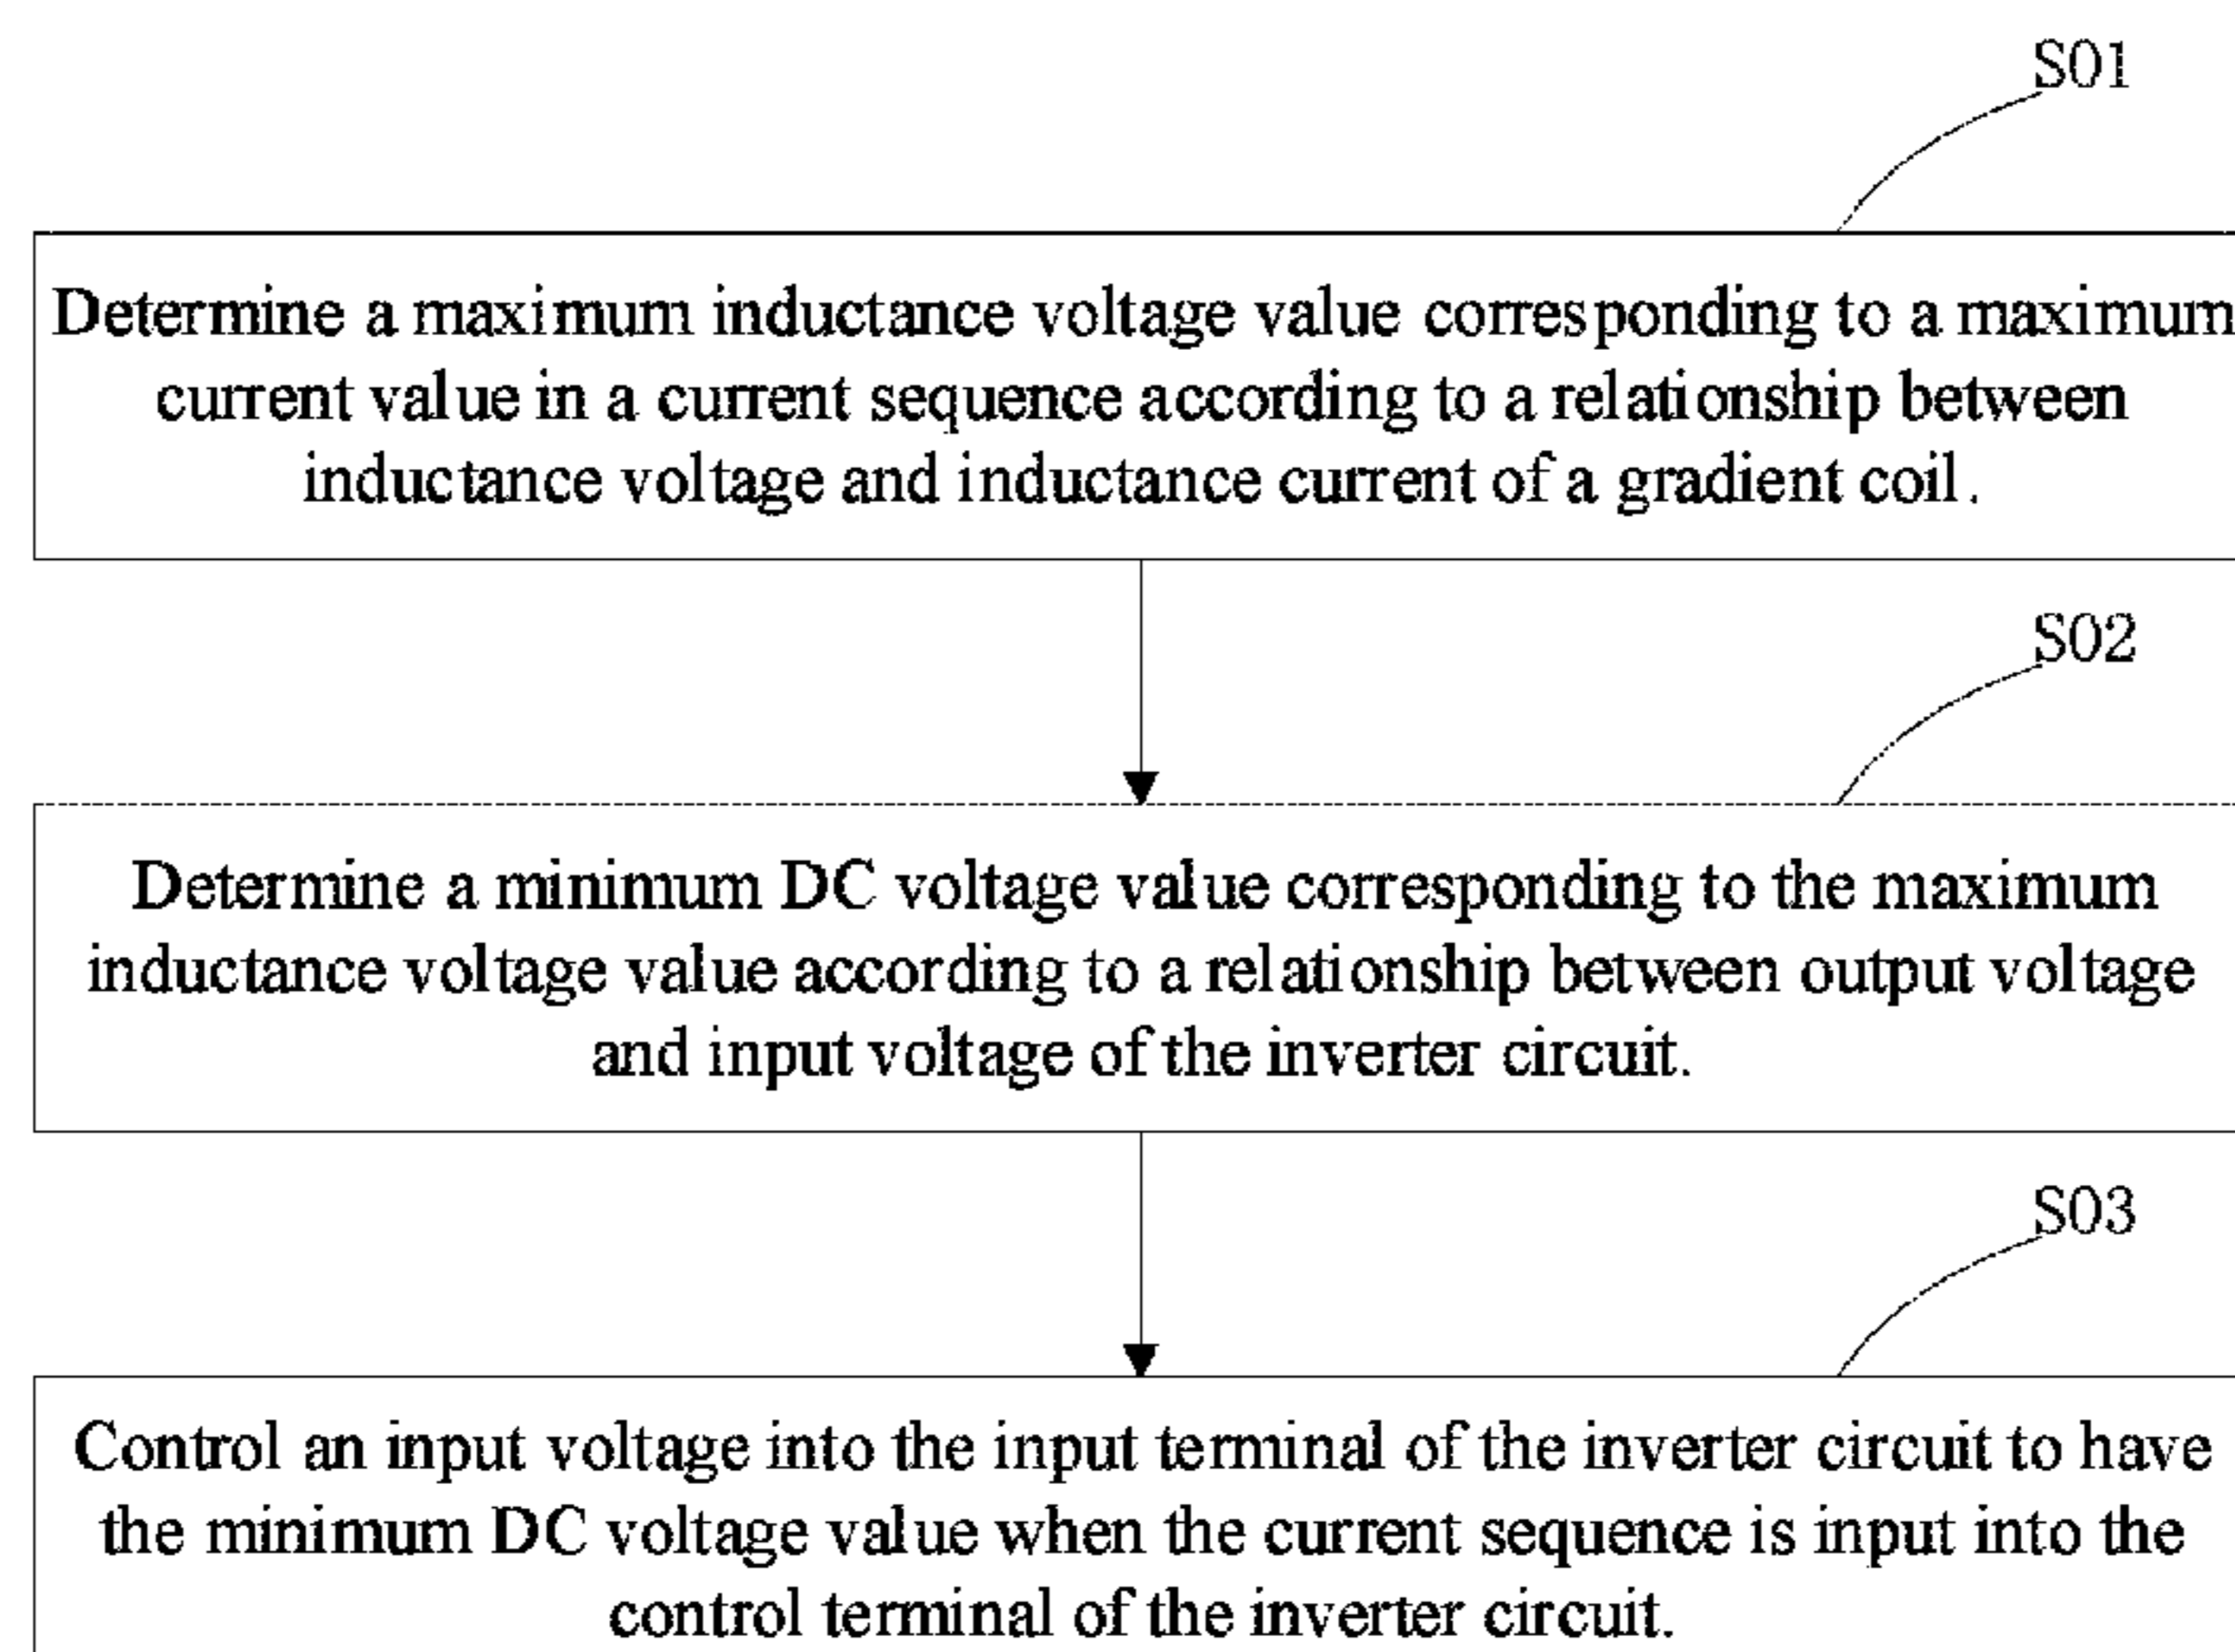 S01
Determine a maximum inductance voltage value corresponding to a maximum
current value in a current sequence according to a relationship between
inductance voltage and inductance current of a gradient coil.
S02
Determine a minimum DC voltage value corresponding to the maximum
inductance voltage value according to a relationship between output voltage
and input voltage of the inverter circuit.
S03
Control an input voltage into the input terminal of the inverter circuit to have
the minimum DC voltage value when the current sequence is input into the
control terminal of the inverter circuit.